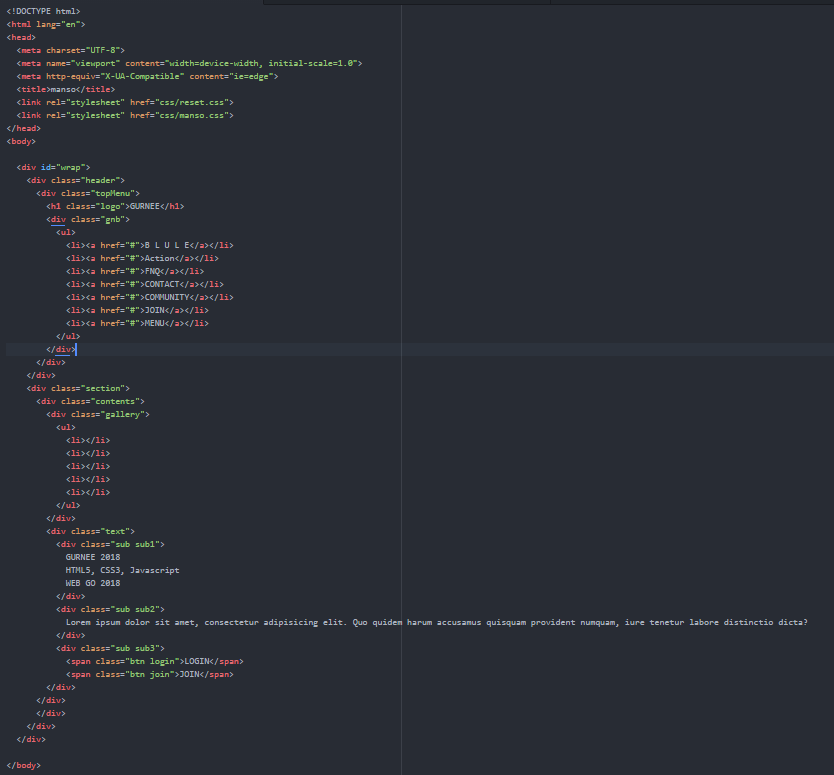 <!DOCTYPE html>
<html lang="en">
<head>
<meta charset="UTF-8">
<meta name="viewport" content="width=device-width, initial-scale=1.0">
<meta http-equiv="X-UA-Compatible" content="ie=edge">
<title>manso</title>
<link rel="stylesheet" href="css/reset.css">
<link rel="stylesheet" href="css/manso.css">
</head>
<body>
<div id="wrap">
<div class="header">
<div class="topMenu">
<h1 class="logo">GURNEE</h1>
<div class="gnb">
<ul>
<li><a href="#">B L U L E</a></li>
<li><a href="#">Action</a></li>
<li><a href="#">FNQ</a></li>
<li><a href="#">CONTACT</a></li>
<li><a href="#">COMMUNITY</a></li>
<li><a href="#">JOIN</a></li>
<li><a href="#">MENU</a></li>
</ul>
</div>
</div>
</div>
<div class="section">
<div class="contents">
<div class="gallery">
<ul>
<li></li>
<li></li>
<li></li>
<li></li>
<li></li>
</ul>
</div>
<div class="text">
<div class="sub sub1">
GURNEE 2018
HTML5, CSS3, Javascript
WEB GO 2018
</div>
<div class="sub sub2">
Lorem ipsum dolor sit amet, consectetur adipisicing elit. Quo quidem harum accusamus quisquam provident numquam, iure tenetur labore distinctio dicta?
</div>
<div class="sub sub3">
<span class="btn login">LOGIN</span>
<span class="btn join">JOIN</span>
</div>
</div>
</div>
</div>
</div>
</body>